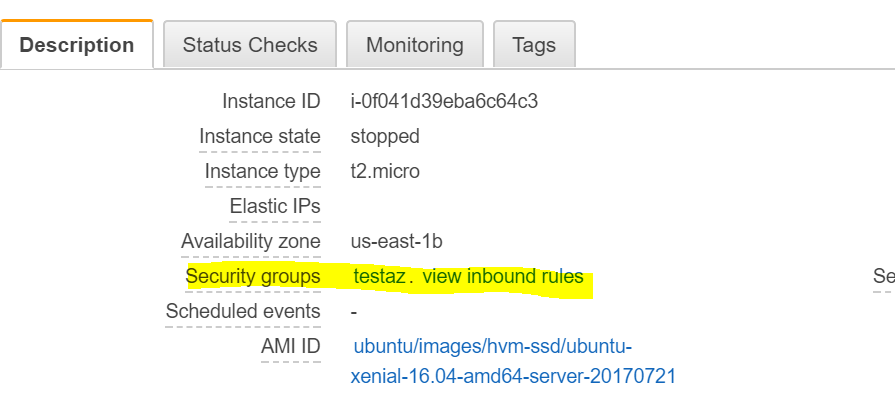 Description Status Checks Monitoring Tags
Instance ID i-0f041d39eba6c64c3
Instance state stopped
Instance type t2.micro
Elastic IPs
Availability zone us-east-1b
Security groups testaz. view inbound rules Se
Scheduled events -
AMI ID ubuntu/images/hvm-ssd/ubuntu-
xenial-16.04-amd64-server-20170721